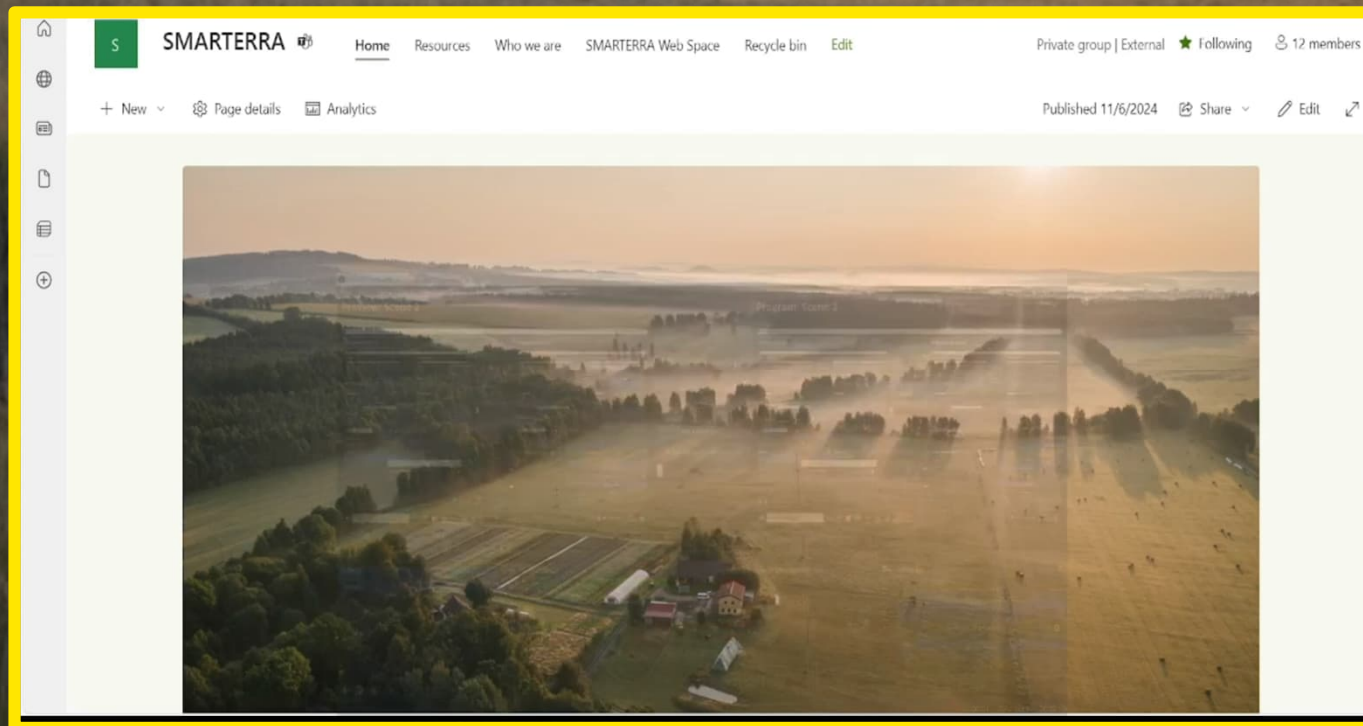 S SMARTERRA Home Resources Who we are SMARTERRA Web Space Recycle bin Edit Private group | External Following 12 members
New Page details Analytics Published 11/6/2024 Share Edit